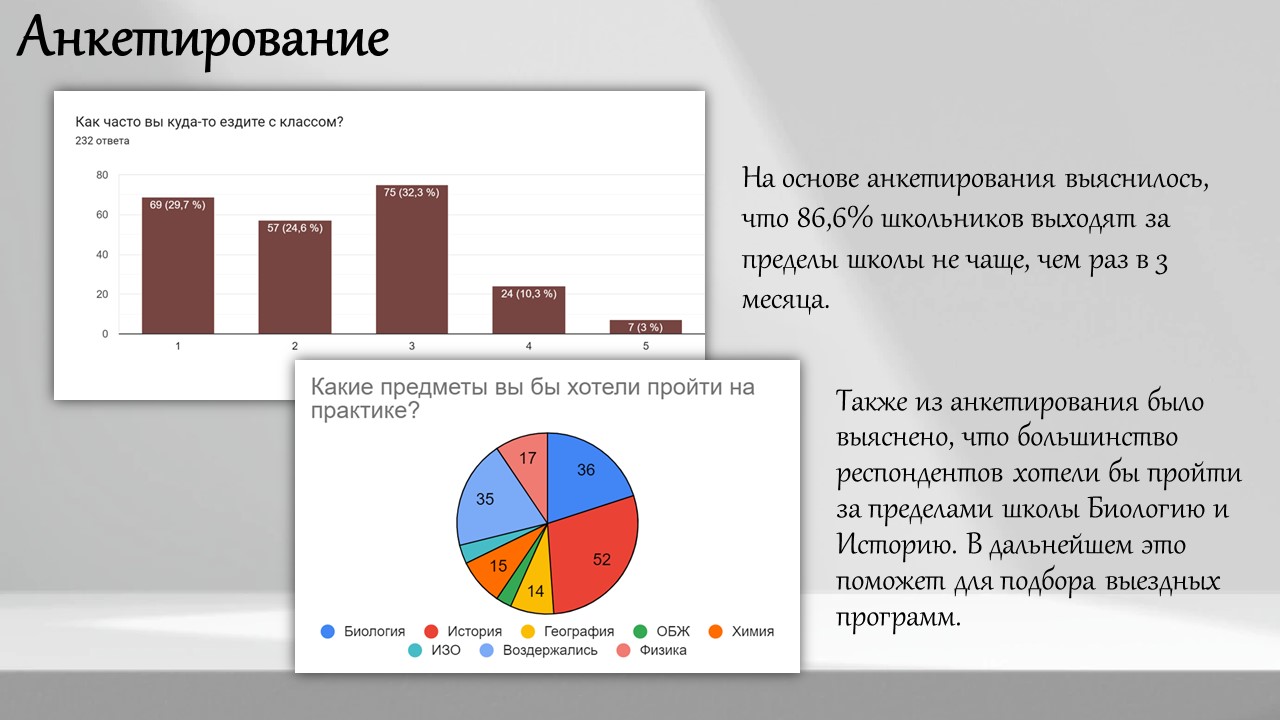 Анкетирование
Как часто вы куда-то ездите с классом?
232 ответа
80
60
40
20
0
69 (29,7 %)
57 (24,6 %)
75 (32,3 %)
24 (10,3 %)
7 (3 %)
1
2
3
4
5
На основе анкетирования выяснилось,
что 86,6% школьников выходят за
пределы школы не чаще, чем раз в 3
месяца.
Какие предметы вы бы хотели пройти на
практике?
17
36
35
52
15
14
Биология
История
География
ОБЖ
Химия
ИЗО
Воздержались
Физика
Также из анкетирования было
выяснено, что большинство
респондентов хотели бы пройти
за пределами школы Биологию и
Историю. В дальнейшем это
поможет для подбора выездных
программ.